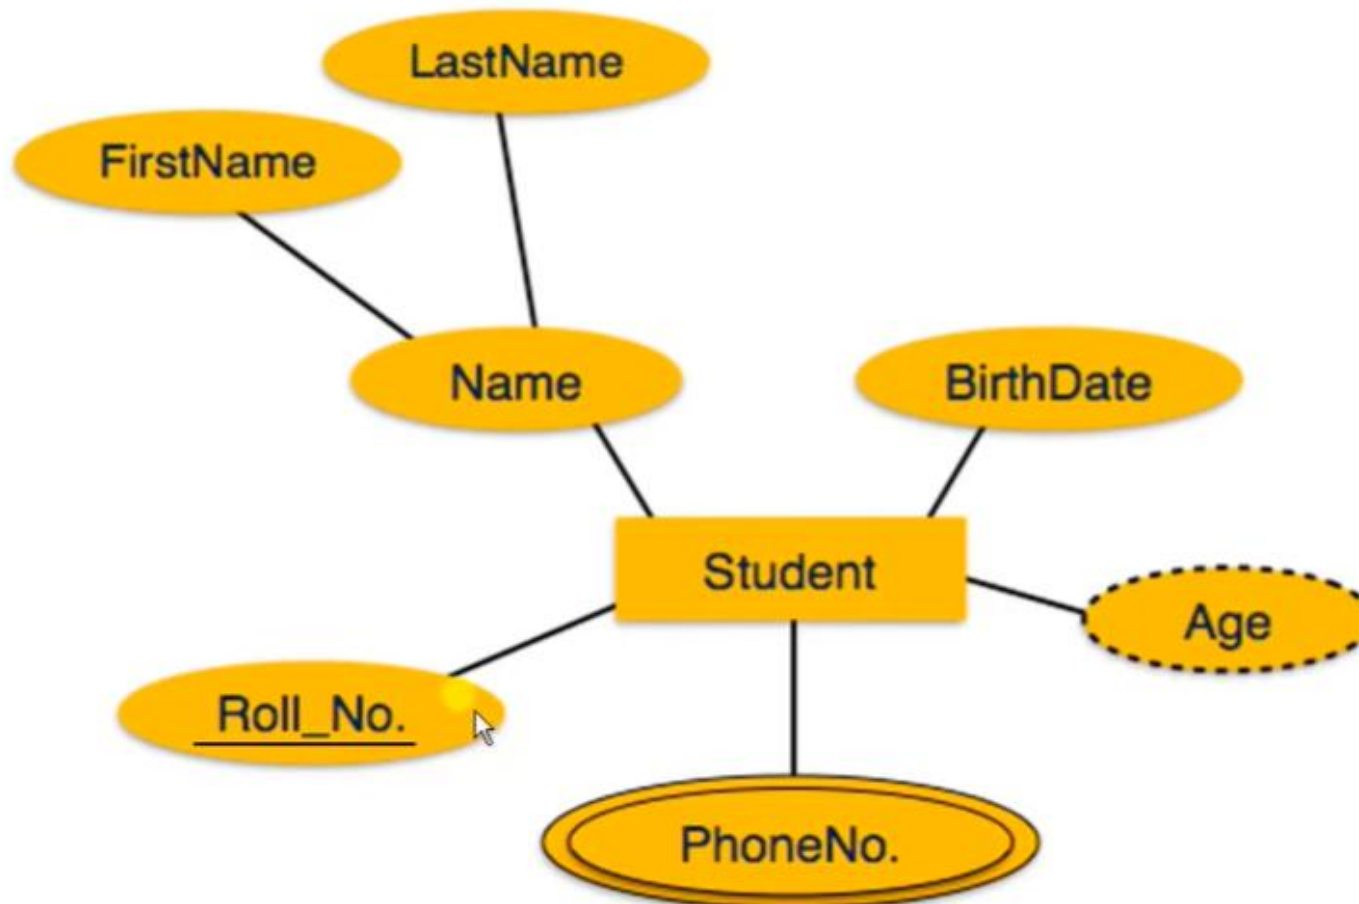 LastName
FirstName
Name
BirthDate
Student
Age
Roll_No.
PhoneNo.